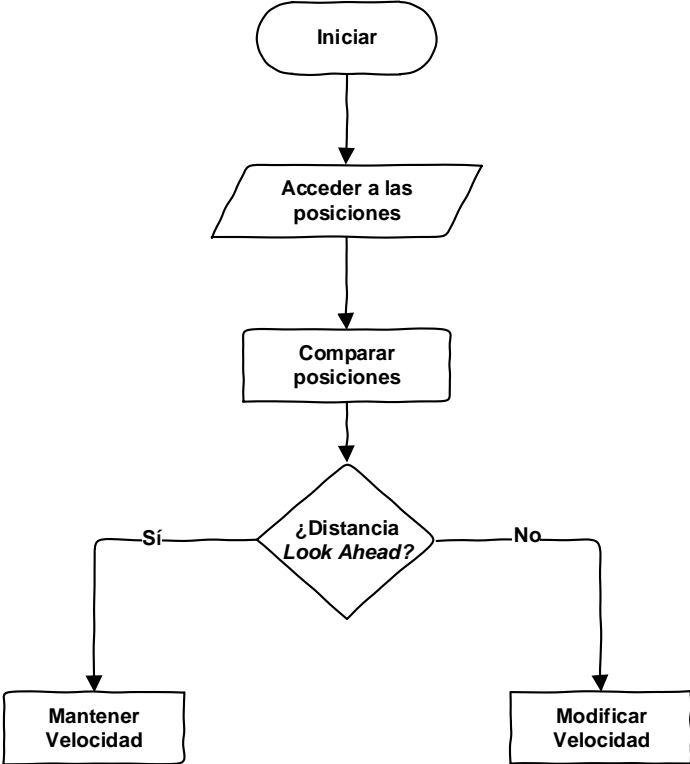 Iniciar
Acceder a las
posiciones
Comparar
posiciones
¿Distancia
Look Ahead?
Sí
No
Mantener
Velocidad
Modificar
Velocidad